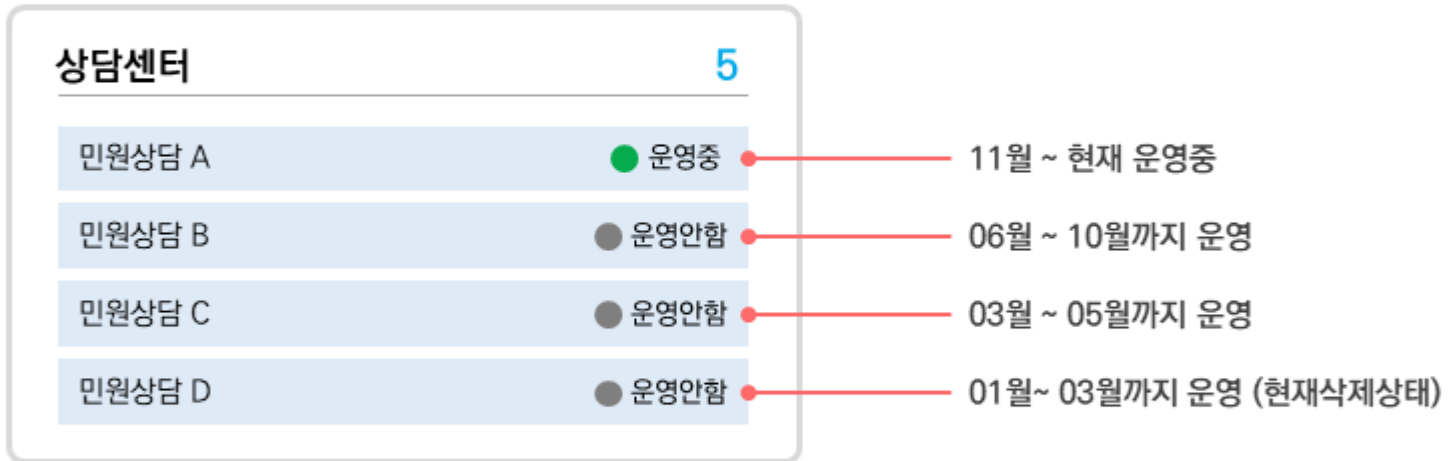 상담센터 5
민원상담 A 운영중 11월 ~ 현재 운영중
민원상담 B 운영안함 06월 ~ 10월까지 운영
민원상담 C 운영안함 03월 ~ 05월까지 운영
민원상담 D 운영안함 01월~ 03월까지 운영 (현재삭제상태)